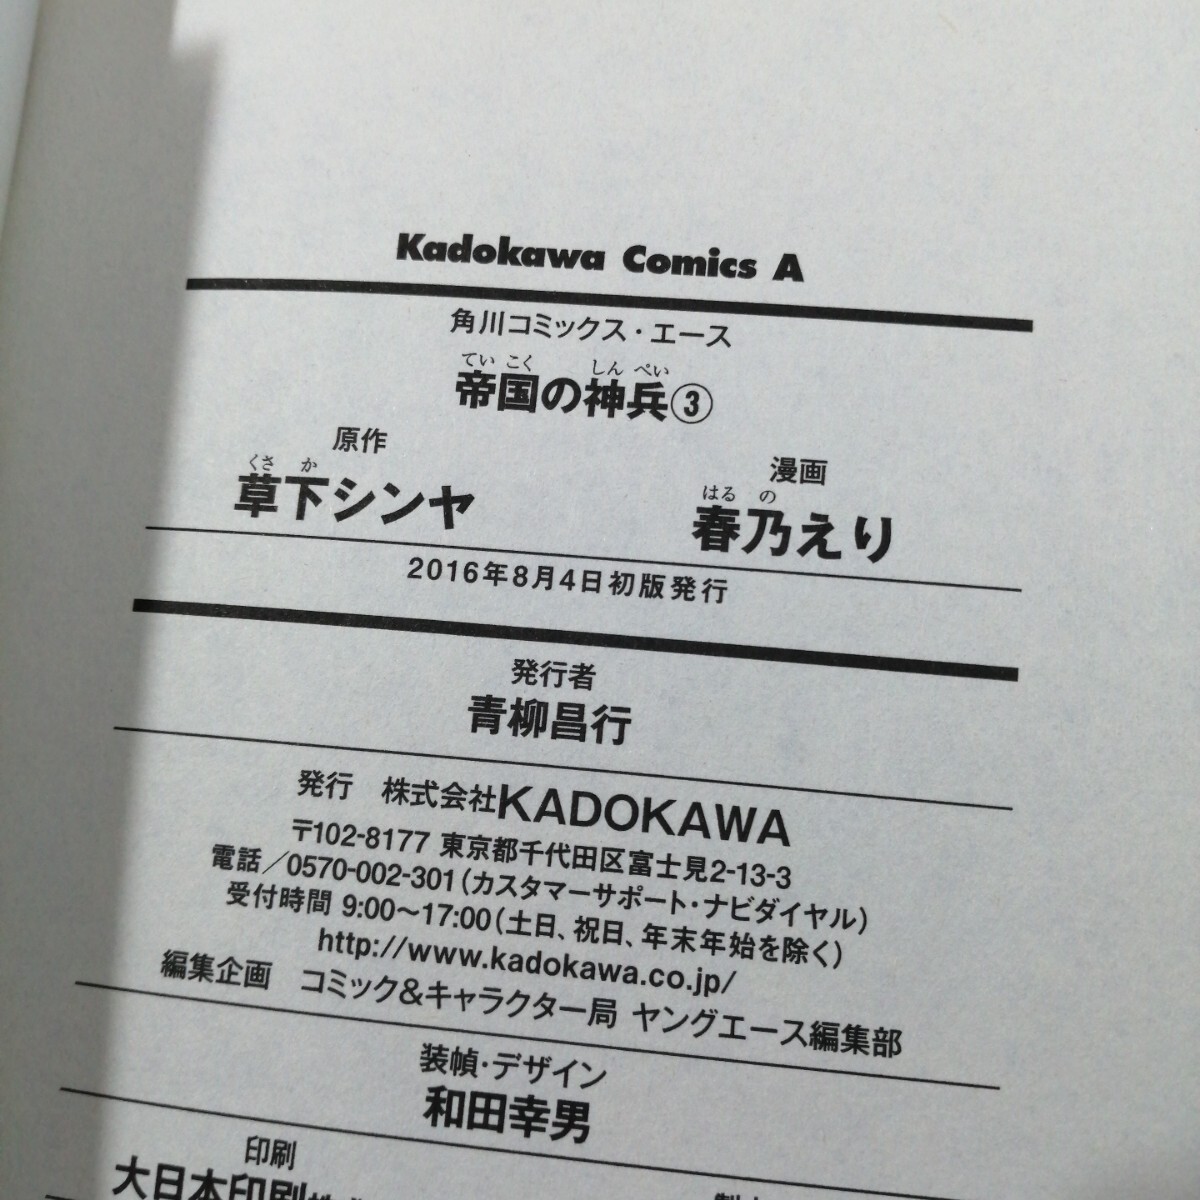 Kadokawa Comics A
角川コミックス・エース
てい こく しん ぺい
帝国の神兵③
原作
くさ か
草下シンヤ
漫画
はる の
春乃えり
2016年8月4日初版発行
発行者
青柳昌行
発行 株式会社KADOKAWA
〒102-8177 東京都千代田区富士見2-13-3
電話／0570-002-301(カスタマーサポート・ナビダイヤル)
受付時間 9:00〜17:00(土日、祝日、年末年始を除く)
http://www.kadokawa.co.jp/
編集企画 コミック&キャラクター局 ヤングエース編集部
装幀・デザイン
和田幸男
印刷
大日本印刷株